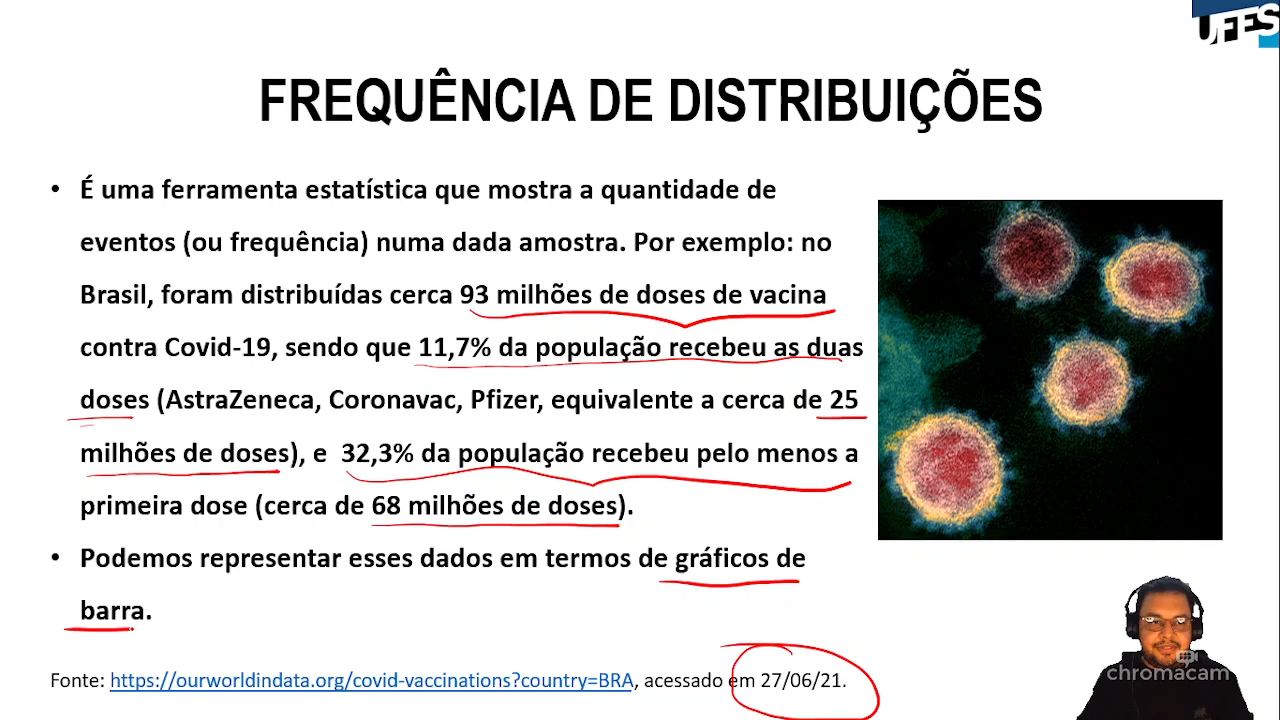 UFES
FREQUÊNCIA DE DISTRIBUIÇÕES
• É uma ferramenta estatística que mostra a quantidade de
eventos (ou frequência) numa dada amostra. Por exemplo: no
Brasil, foram distribuídas cerca 93 milhões de doses de vacina
contra Covid-19, sendo que 11,7% da população recebeu as duas
doses (AstraZeneca, Coronavac, Pfizer, equivalente a cerca de 25
milhões de doses), e 32,3% da população recebeu pelo menos a
primeira dose (cerca de 68 milhões de doses).
• Podemos representar esses dados em termos de gráficos de
barra.
Fonte: https://ourworldindata.org/covid-vaccinations?country=BRA, acessado em 27/06/21.
chromacam